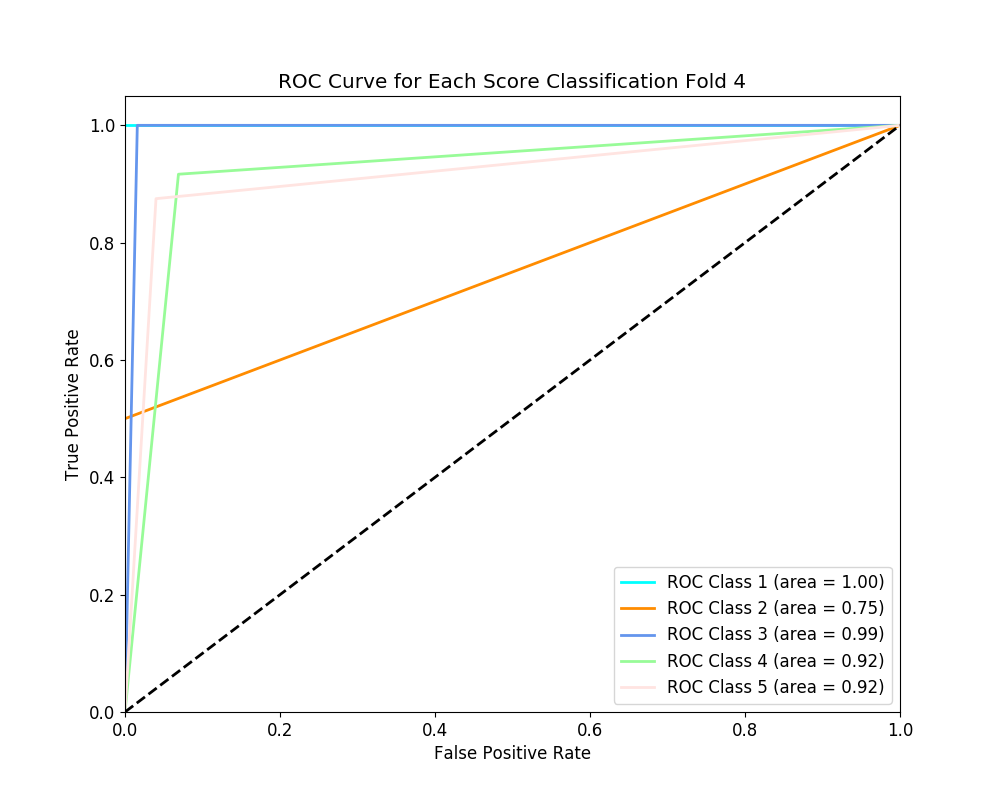 ROC Curve for Each Score Classification Fold 4
1.0
0.8
0.6
0.4
0.2
0.0
True Positive Rate
ROC Class 1 (area = 1.00)
ROC Class 2 (area = 0.75)
ROC Class 3 (area = 0.99)
ROC Class 4 (area = 0.92)
ROC Class 5 (area = 0.92)
0.0 0.2 0.4 0.6 0.8 1.0
False Positive Rate